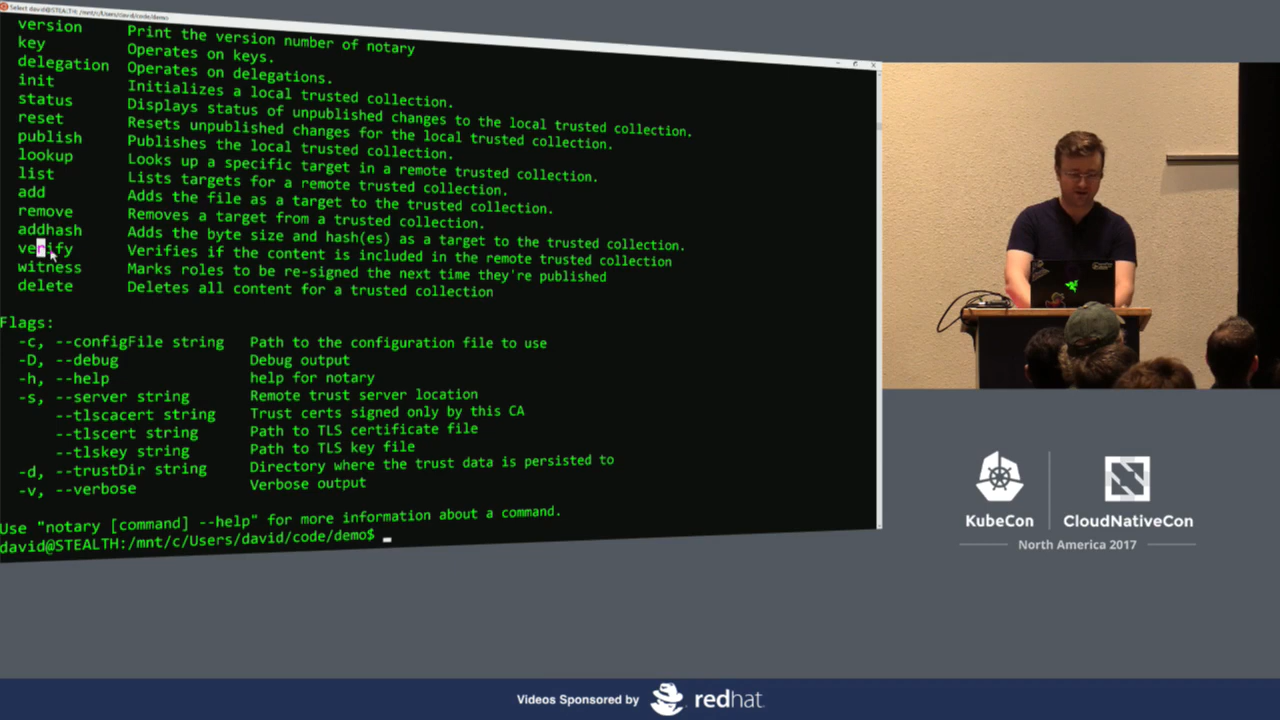 Select david@STEALTH: /mnt/c/Users/david/code/demo
version Print the version number of notary
key Operates on keys.
delegation Operates on delegations.
init Initializes a local trusted collection.
status Displays status of unpublished changes to the local trusted collection.
reset Resets unpublished changes for the local trusted collection.
publish Publishes the local trusted collection.
lookup Looks up a specific target in a remote trusted collection.
list Lists targets for a remote trusted collection.
add Adds the file as a target to the trusted collection.
remove Removes a target from a trusted collection.
addhash Adds the byte size and hash(es) as a target to the trusted collection.
verify Verifies if the content is included in the remote trusted collection
witness Marks roles to be re-signed the next time they're published
delete Deletes all content for a trusted collection
Flags:
-c, --configFile string Path to the configuration file to use
-D, --debug Debug output
-h, --help help for notary
-s, --server string Remote trust server location
--tlscacert string Trust certs signed only by this CA
--tlscert string Path to TLS certificate file
--tlskey string Path to TLS key file
-d, --trustDir string Directory where the trust data is persisted to
-v, --verbose Verbose output
Use "notary [command] --help" for more information about a command.
david@STEALTH:/mnt/c/Users/david/code/demo$
KubeCon
CloudNativeCon
North America 2017
Videos Sponsored by redhat.